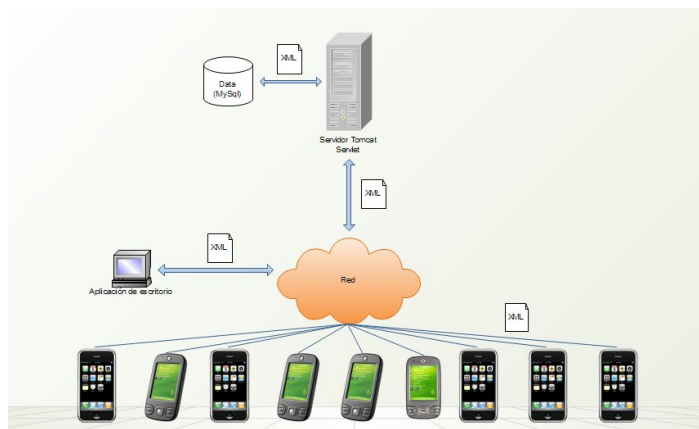 XML
Data
(MySql)
Servidor Tomcat
Servlet
XML
XML
Aplicación de escritorio
Red
XML